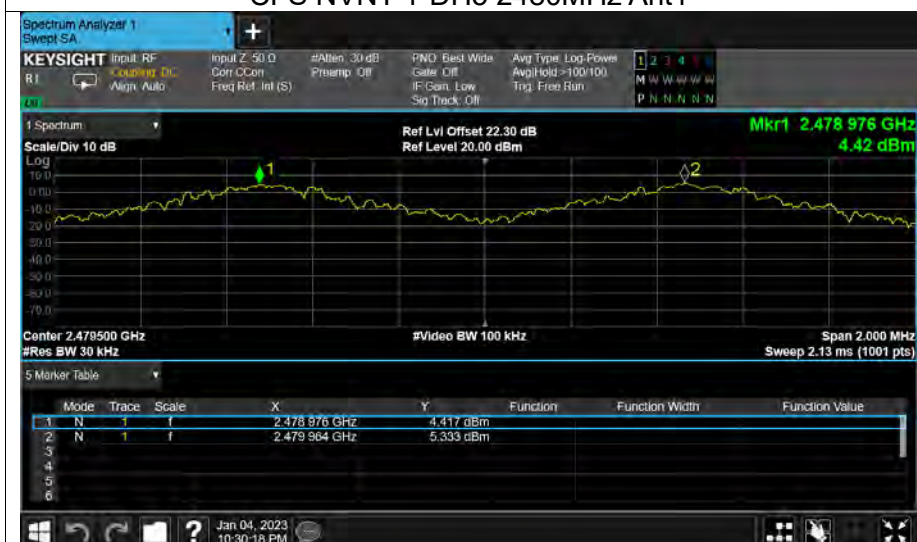 CFS NVNT 1-DH5 2480MHz Ant1
Spectrum Analyzer 1
Swept SA
KEYSIGHT Input: RF
R1
Coupling: DC
Align: Auto
Input Z: 50 Ω
Corr CCorr
Freq Ref: Int (S)
#Atten: 30 dB
Preamp: Off
PNO: Best Wide
Gate: Off
IF Gain: Low
Sig Track: Off
Avg Type: Log-Power
Avg|Hold:>100/100
Trig: Free Run
1 2 3 4
M W W W W W
P N N N N N
1 Spectrum
Scale/Div 10 dB
Ref Lvl Offset 22.30 dB
Ref Level 20.00 dBm
Mkr1 2.478 976 GHz
4.42 dBm
Log
10.0
0.00
-10.0
-20.0
-30.0
-40.0
-50.0
-60.0
-70.0
1
2
Center 2.479500 GHz
#Res BW 30 kHz
#Video BW 100 kHz
Span 2.000 MHz
Sweep 2.13 ms (1001 pts)
5 Marker Table
Mode Trace Scale X Y Function Function Width Function Value
1 N 1 f 2.478 976 GHz 4.417 dBm
2 N 1 f 2.479 964 GHz 5.333 dBm
3
4
5
6
? Jan 04, 2023
10:30:18 PM